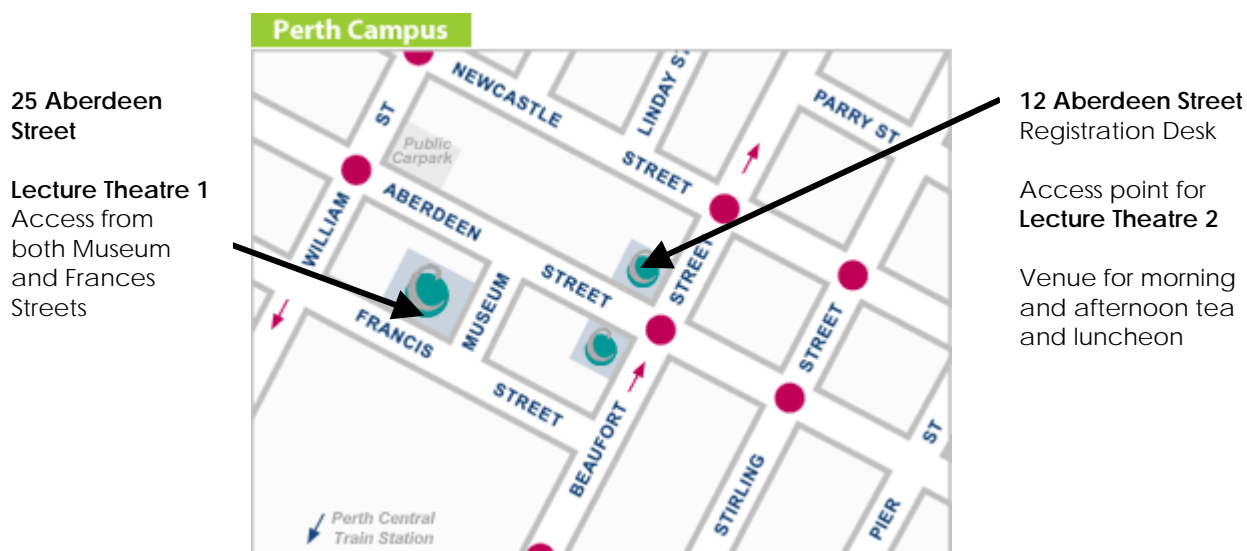 Perth Campus
25 Aberdeen
Street
Lecture Theatre 1
Access from
both Museum
and Frances
Streets
NEWCASTLE
STREET
LINDAY ST
PARRY ST
Public
Carpark
WILLIAM
ST
ABERDEEN
STREET
MUSEUM
FRANCIS
STREET
BEAUFORT
STREET
STIRLING
STREET
PIER
ST
Perth Central
Train Station
12 Aberdeen Street
Registration Desk
Access point for
Lecture Theatre 2
Venue for morning
and afternoon tea
and luncheon